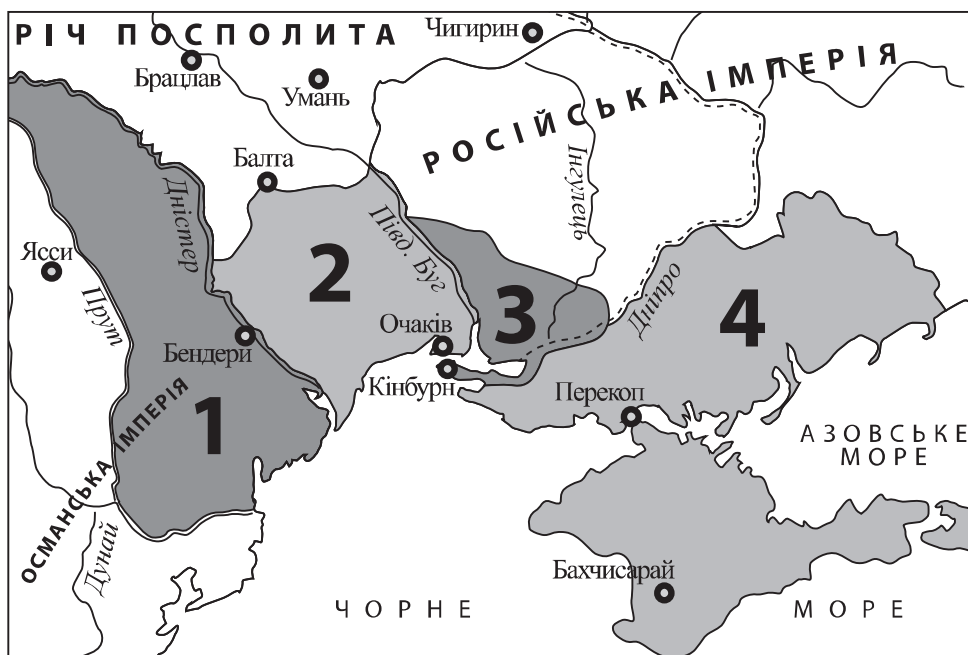 РІЧ ПОСПОЛИТА
Чигирин
Брацлав
Умань
РОСІЙСЬКА ІМПЕРІЯ
Балта
Дністер
Інгулець
Півд. Буг
Ясси
Прут
2
Дніпро
3
4
Очаків
Бендери
Кінбурн
Перекоп
1
ОСМАНСЬКА ІМПЕРІЯ
АЗОВСЬКЕ
МОРЕ
Дунай
Бахчисарай
ЧОРНЕ МОРЕ